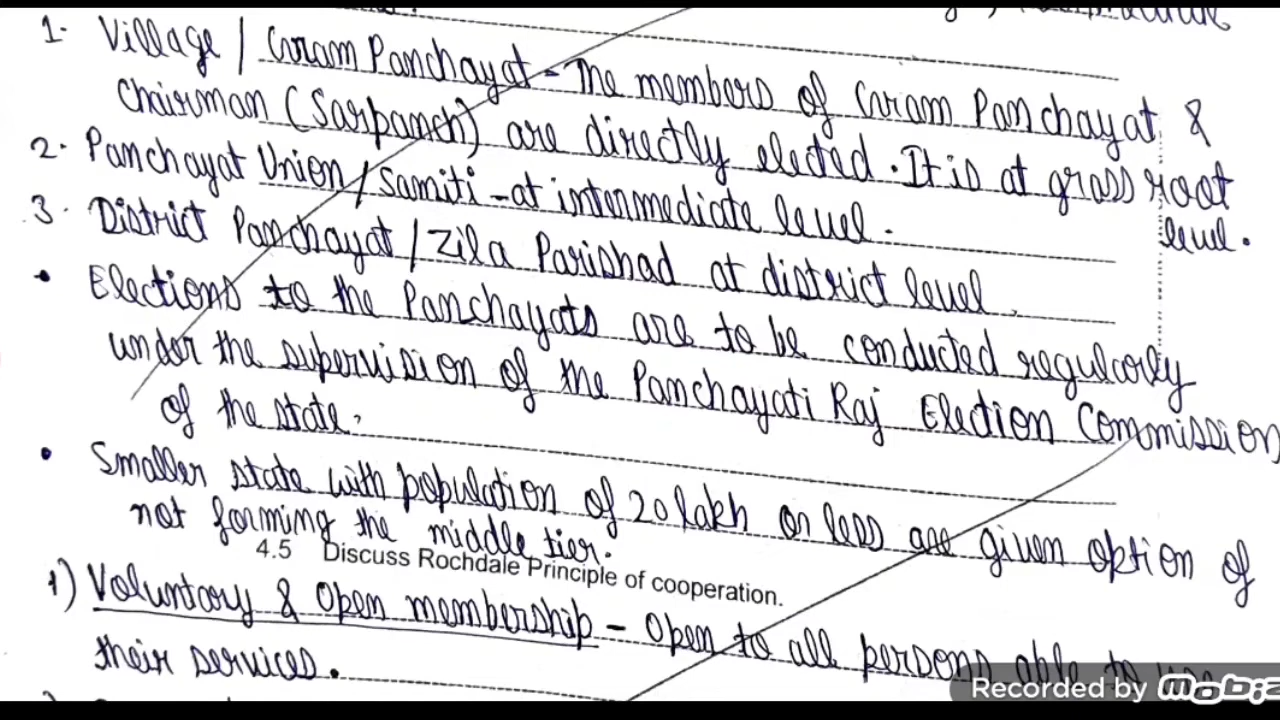 1. Village / Gram Panchayat - The members of Gram Panchayat &
Chairman (Sarpanch) are directly elected. It is at grass root
level.
2. Panchayat Union / Samiti - at intermediate level.
3. District Panchayat / Zila Parishad at district level.
• Elections to the Panchayats are to be conducted regularly
under the supervision of the Panchayati Raj Election Commission
of the state.
• Smaller state with population of 20 lakh or less are given option of
not forming the middle tier.
4.5 Discuss Rochdale Principle of cooperation.
1) Voluntary & Open membership - Open to all persons able to use
their services.
Recorded by